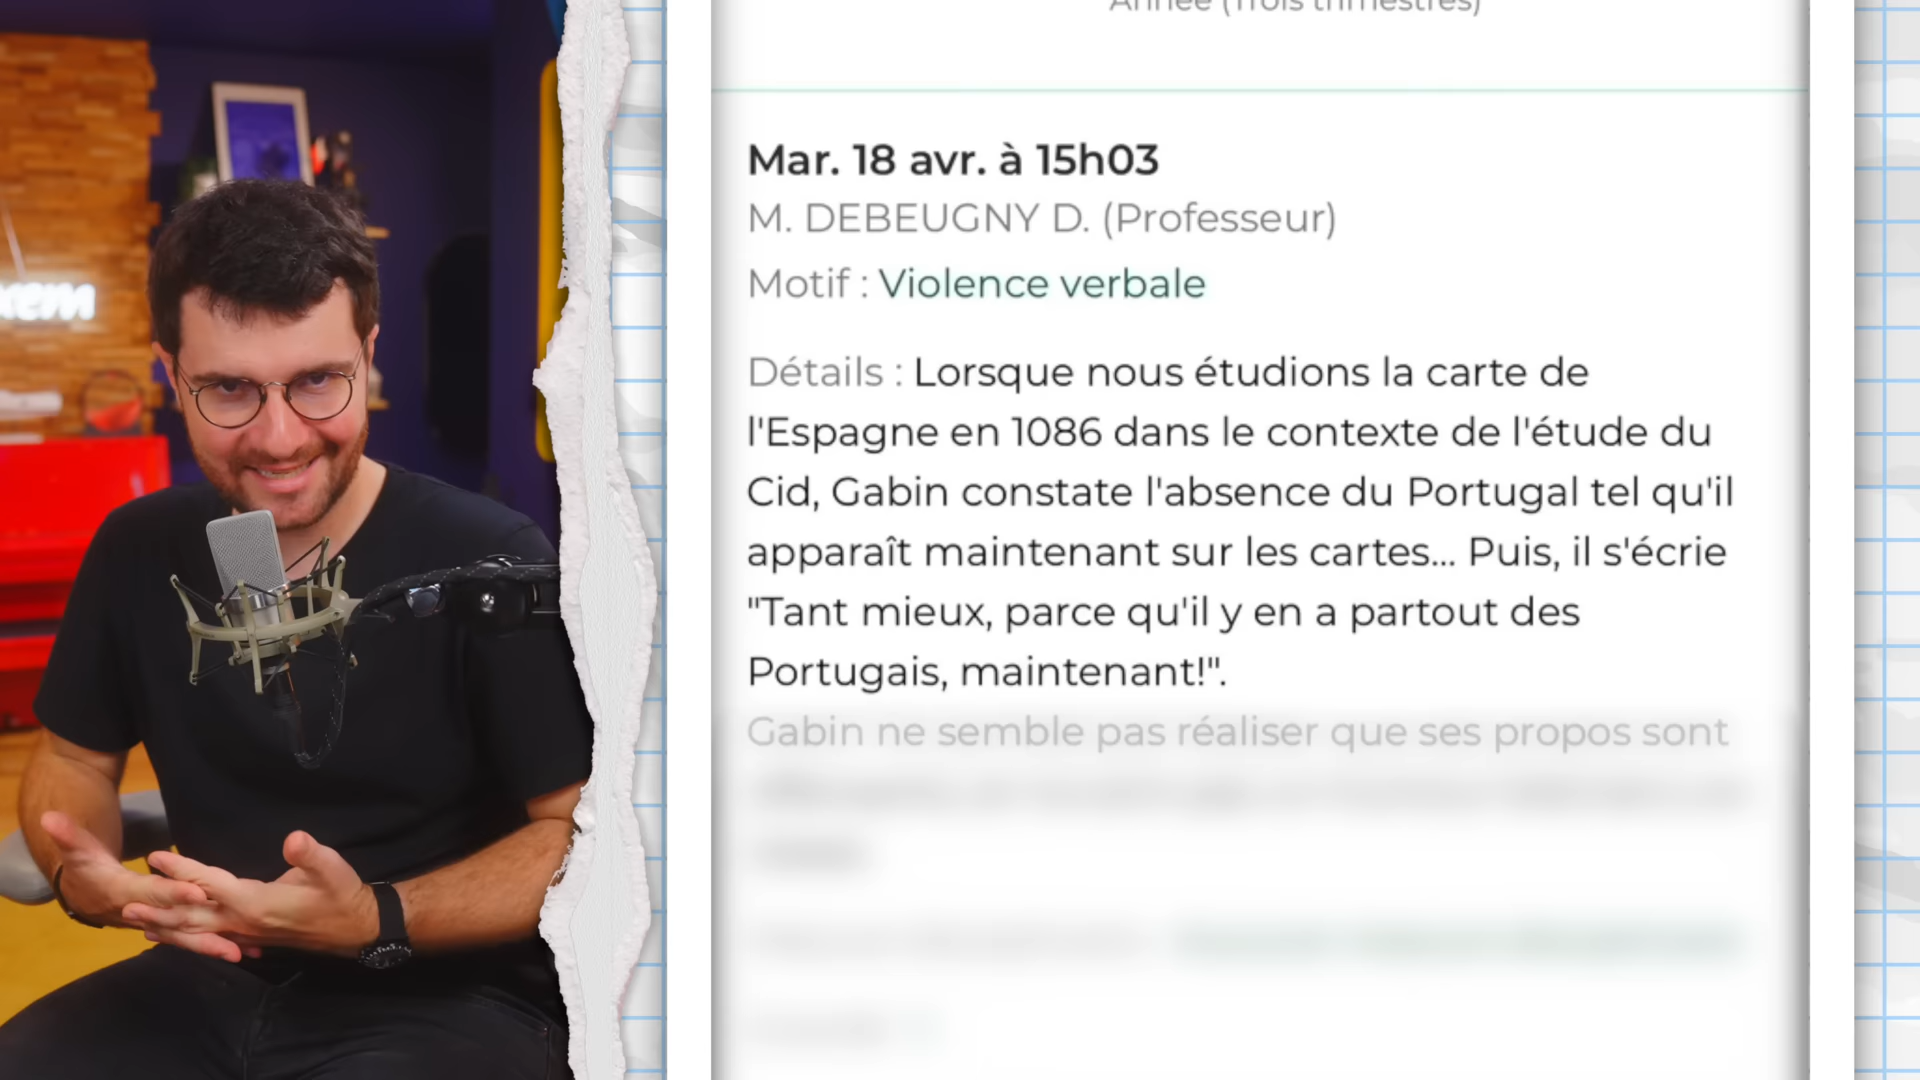 Année (Trois trimestres)
Mar. 18 avr. à 15h03
M. DEBEUGNY D. (Professeur)
Motif : Violence verbale
Détails : Lorsque nous étudions la carte de
l'Espagne en 1086 dans le contexte de l'étude du
Cid, Gabin constate l'absence du Portugal tel qu'il
apparaît maintenant sur les cartes... Puis, il s'écrie
"Tant mieux, parce qu'il y en a partout des
Portugais, maintenant!".
Gabin ne semble pas réaliser que ses propos sont